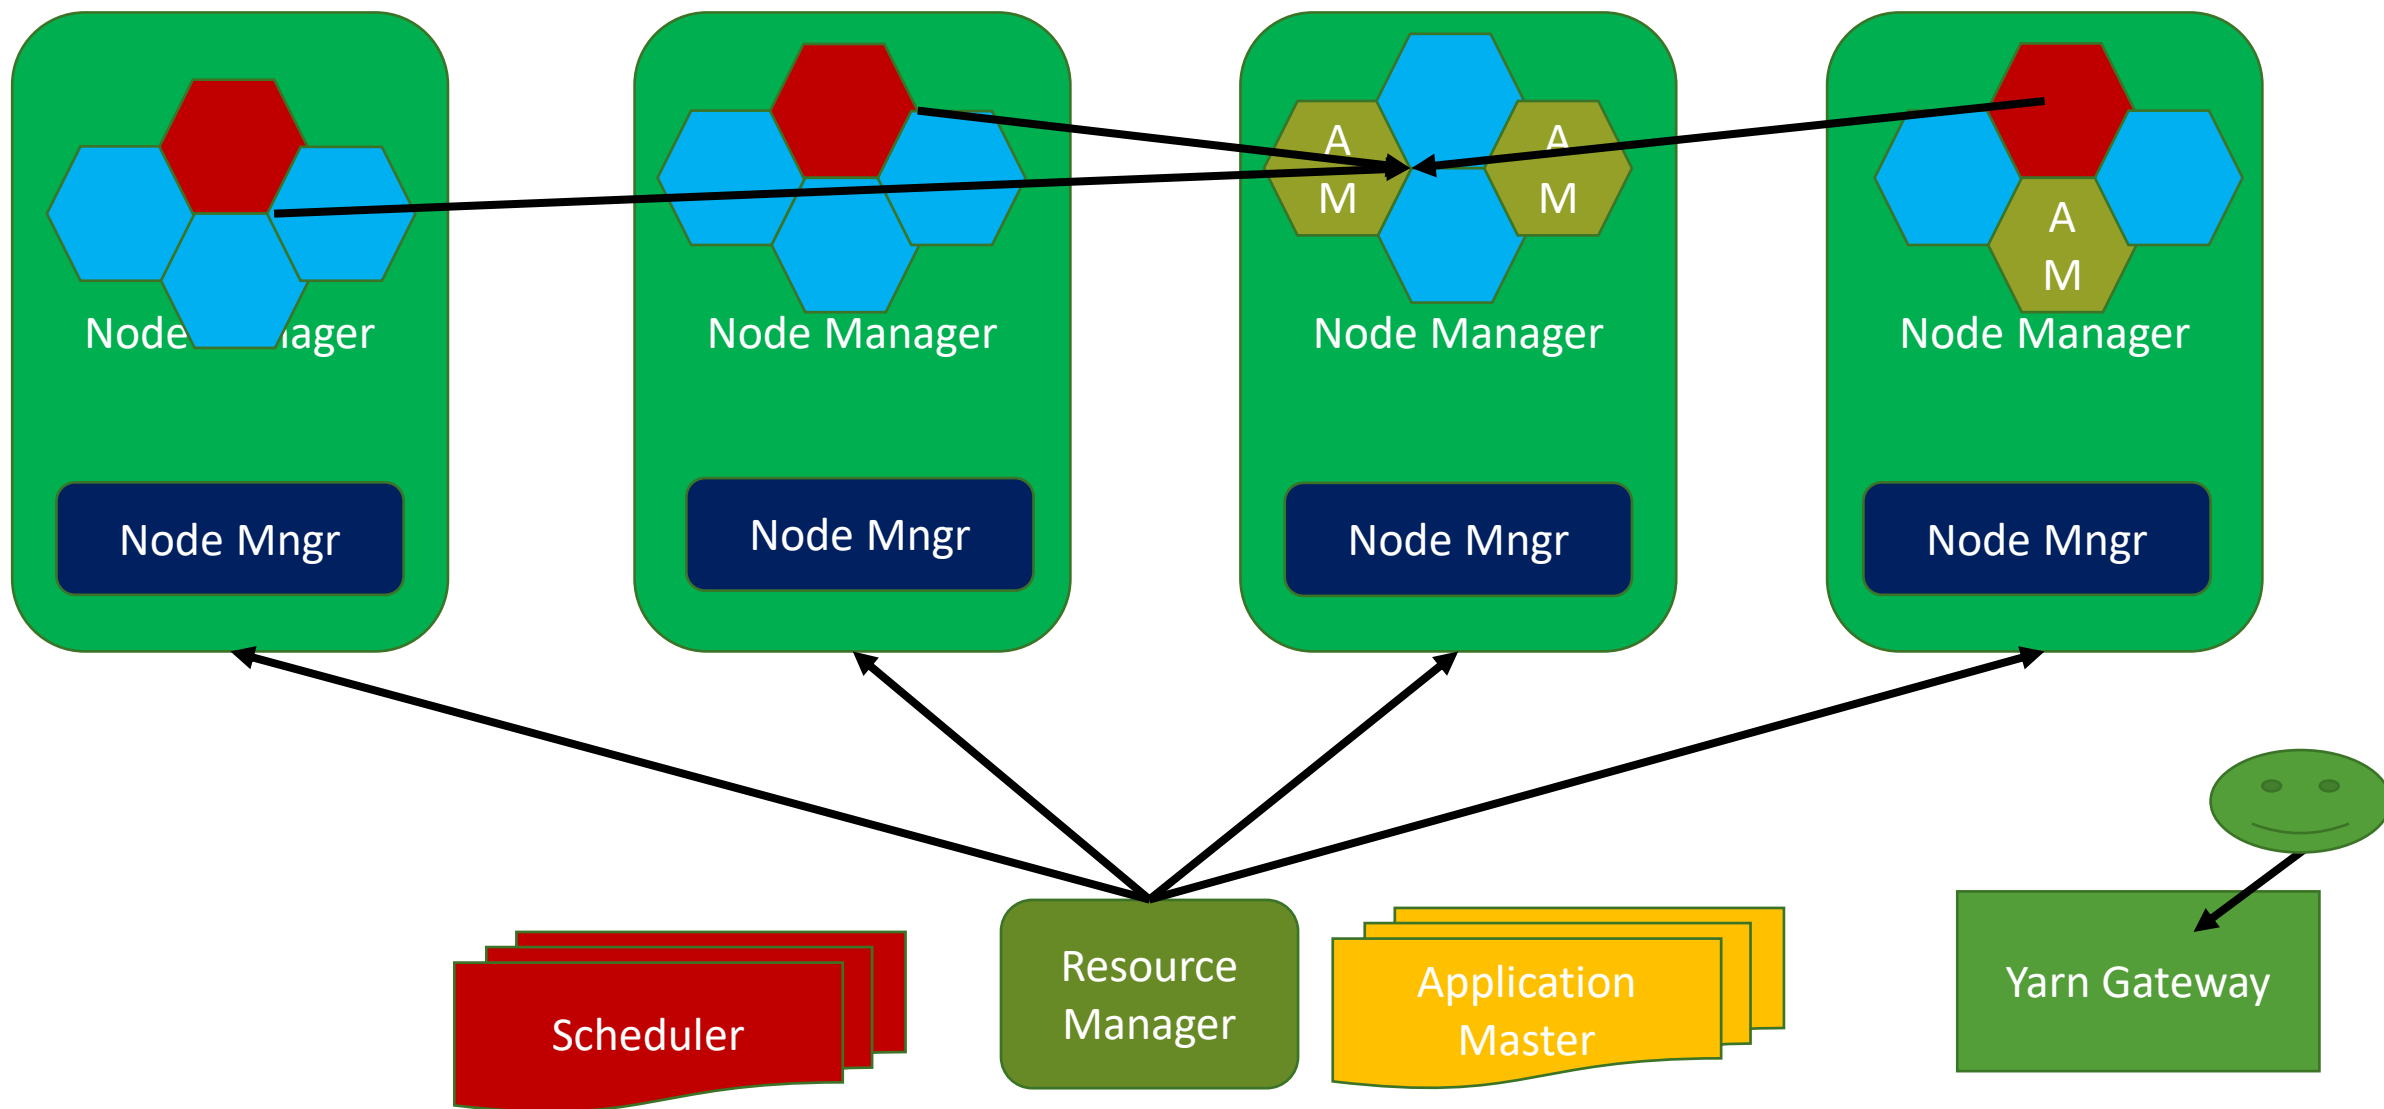 A
M
A
M
A
M
Node nager
Node Manager
Node Manager
Node Manager
Node Mngr
Node Mngr
Node Mngr
Node Mngr
Resource
Manager
Application
Master
Scheduler
Yarn Gateway